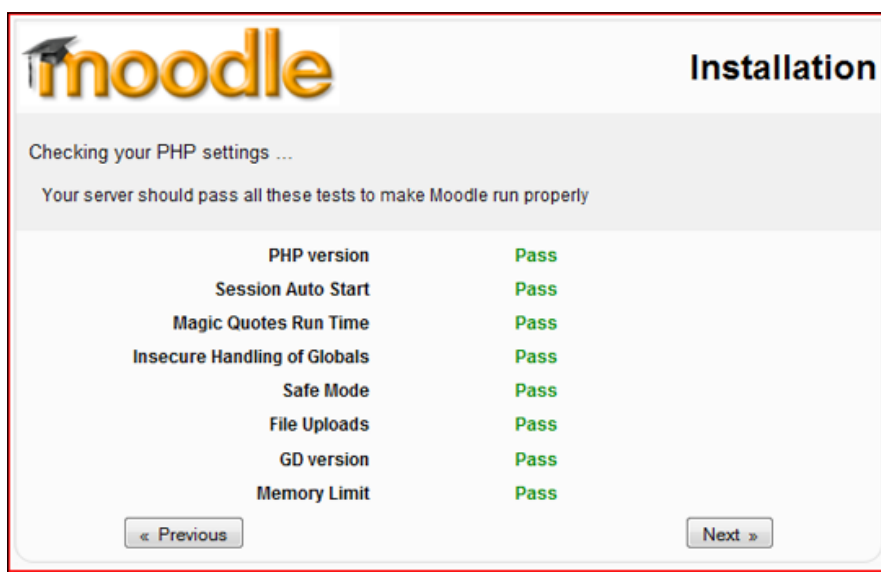 moodle
Installation
Checking your PHP settings ...
Your server should pass all these tests to make Moodle run properly
PHP version Pass
Session Auto Start Pass
Magic Quotes Run Time Pass
Insecure Handling of Globals Pass
Safe Mode Pass
File Uploads Pass
GD version Pass
Memory Limit Pass
« Previous Next »